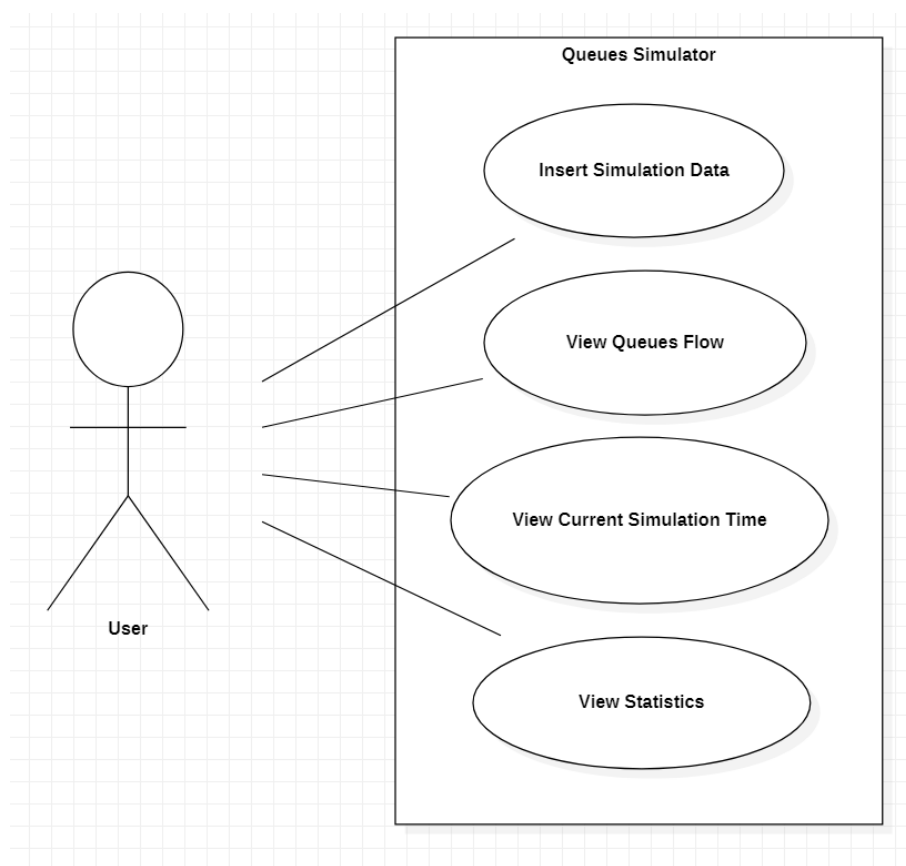 Queues Simulator
Insert Simulation Data
View Queues Flow
View Current Simulation Time
User
View Statistics